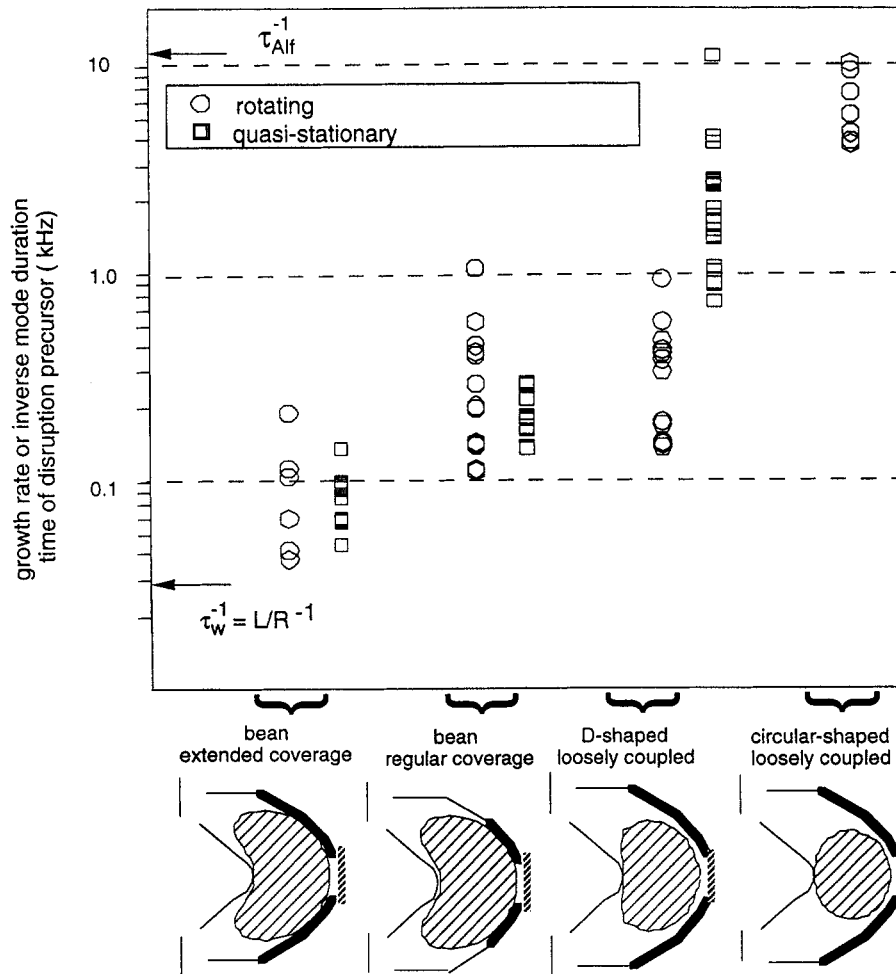 τ_Alf^-1
10
rotating
quasi-stationary
1.0
0.1
τ_w^-1 = L/R^-1
growth rate or inverse mode duration
time of disruption precursor ( kHz)
bean
extended coverage
bean
regular coverage
D-shaped
loosely coupled
circular-shaped
loosely coupled